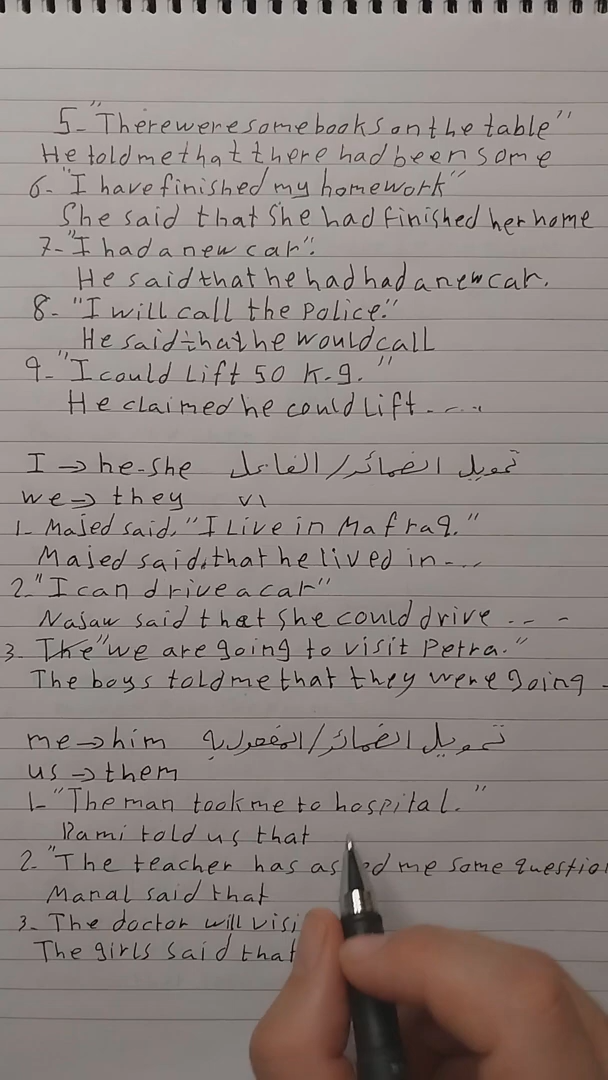 5- "There were some books on the table"
He told me that there had been some
6- "I have finished my homework"
She said that she had finished her home
7- "I had a new car".
He said that he had had a new car.
8- "I will call the police."
He said that he would call
9- "I could Lift 50 K.g."
He claimed he could Lift ....
I → he-she تحويل الضمائر/الفاعل
we → they
1- Majed said, "I Live in Mafraq."
Majed said, that he lived in ...
2- "I can drive a car"
said that she could drive ...
3. The "we are going to visit Petra."
The boys told me that they were going -
me → him تحويل الضمائر/المفعول به
us → them
1- "The man took me to hospital."
Rami told us that
2- "The teacher has asked me some questio
Manal said that
3- The doctor will visi
The girls said that